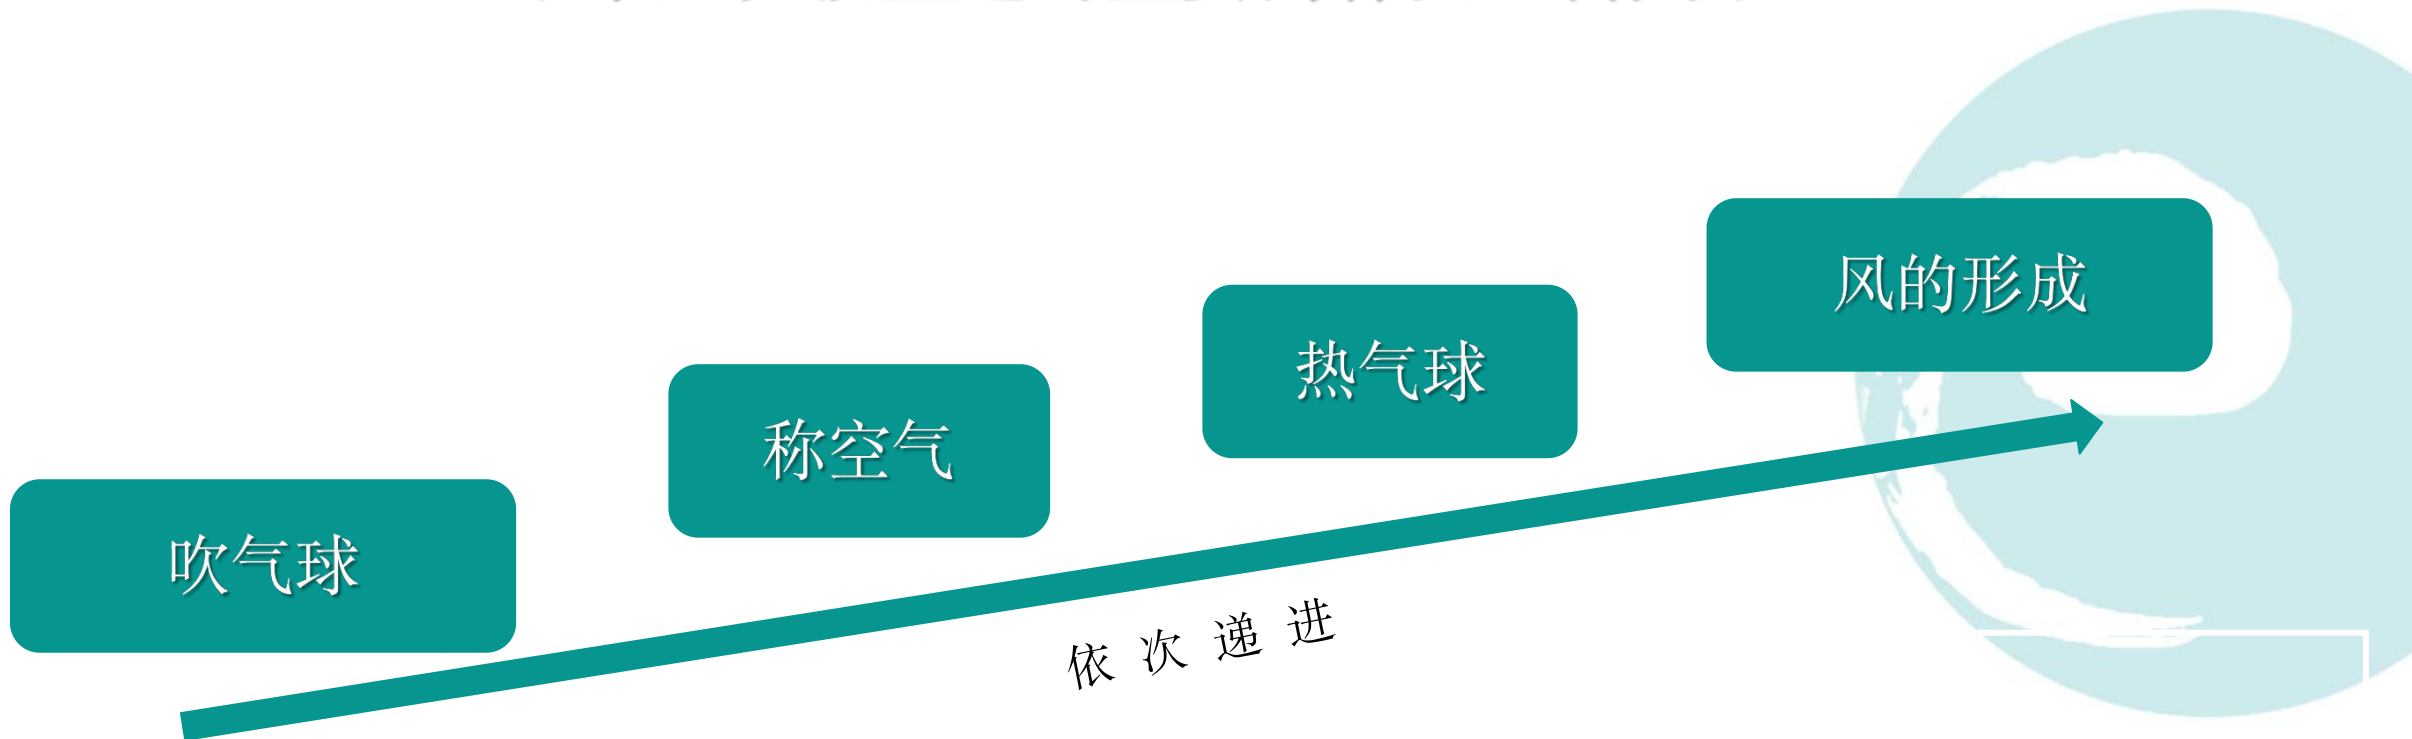 风的形成
热气球
称空气
吹气球
依次递进